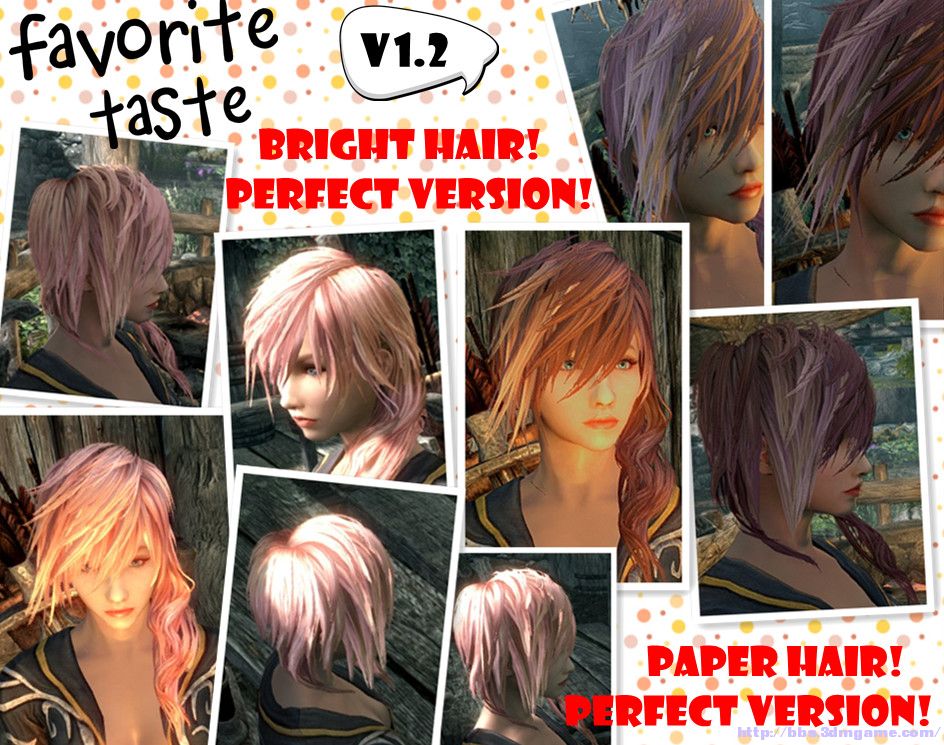 favorite
taste
V1.2
BRIGHT HAIR!
PERFECT VERSION!
PAPER HAIR!
PERFECT VERSION!
http://bbs.3dmgame.com/